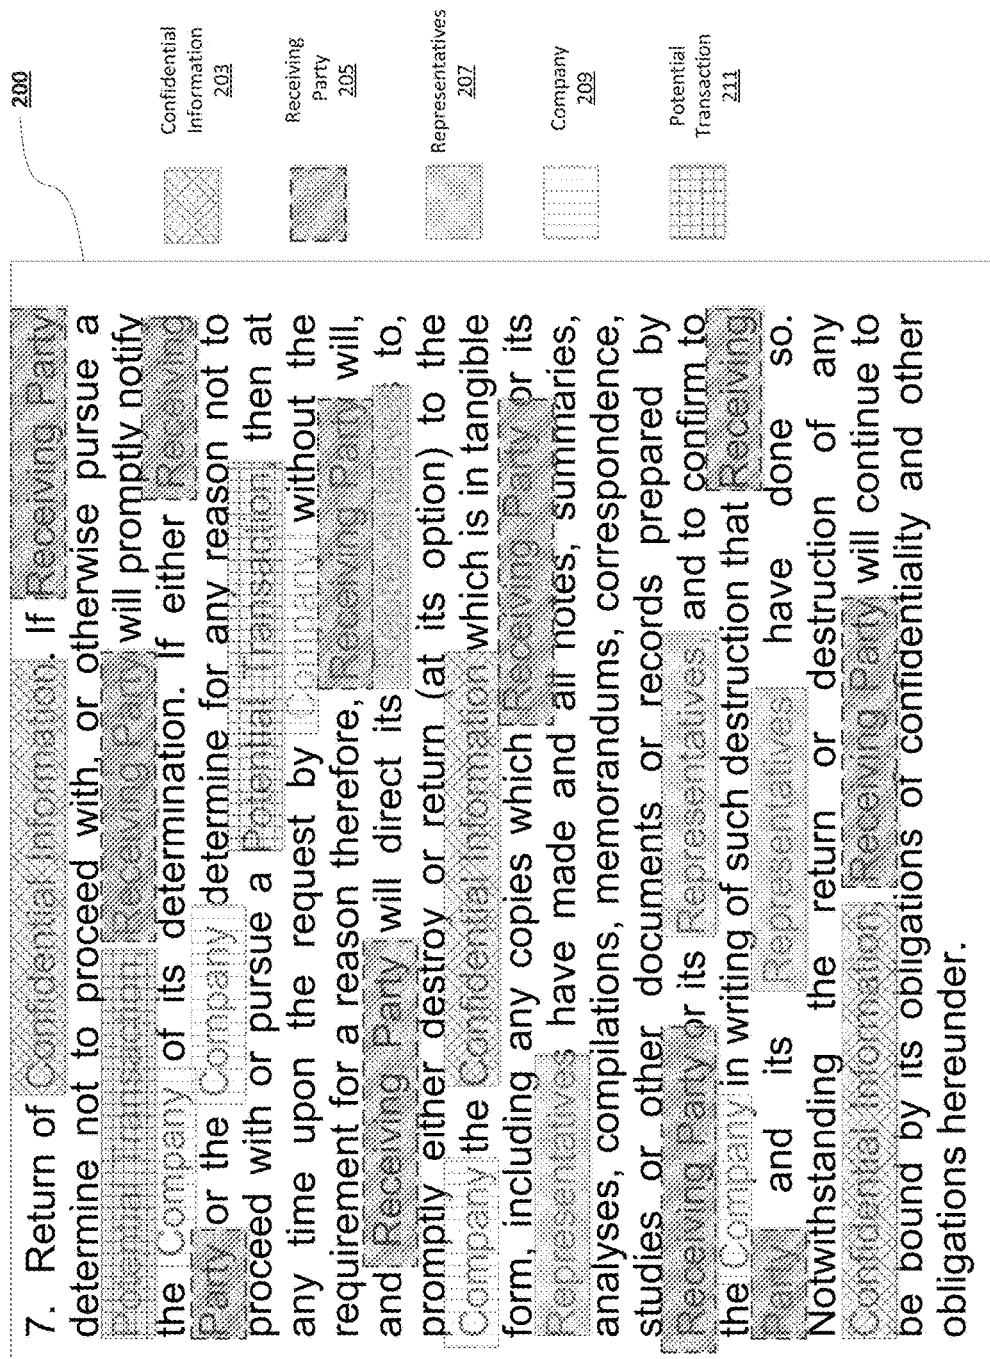 200
7. Return of Confidential Information. If Receiving Party
determine not to proceed with, or otherwise pursue a
Potential Transaction, Receiving Party will promptly notify
the Company of its determination. If either Receiving
Party or the Company determine for any reason not to
proceed with or pursue a Potential Transaction, then at
any time upon the request by Company without the
requirement for a reason therefore, Receiving Party will,
and Receiving Party will direct its to,
promptly either destroy or return (at its option) to the
Company the Confidential Information which is in tangible
form, including any copies which Receiving Party or its
Representatives have made and all notes, summaries,
analyses, compilations, memorandums, correspondence,
studies or other documents or records prepared by
Receiving Party or its Representatives, and to confirm to
the Company in writing of such destruction that Receiving
Party and its Representatives have done so.
Notwithstanding the return or destruction of any
Confidential Information, Receiving Party will continue to
be bound by its obligations of confidentiality and other
obligations hereunder.
Confidential
Information
203
Receiving
Party
205
Representatives
207
Company
209
Potential
Transaction
211